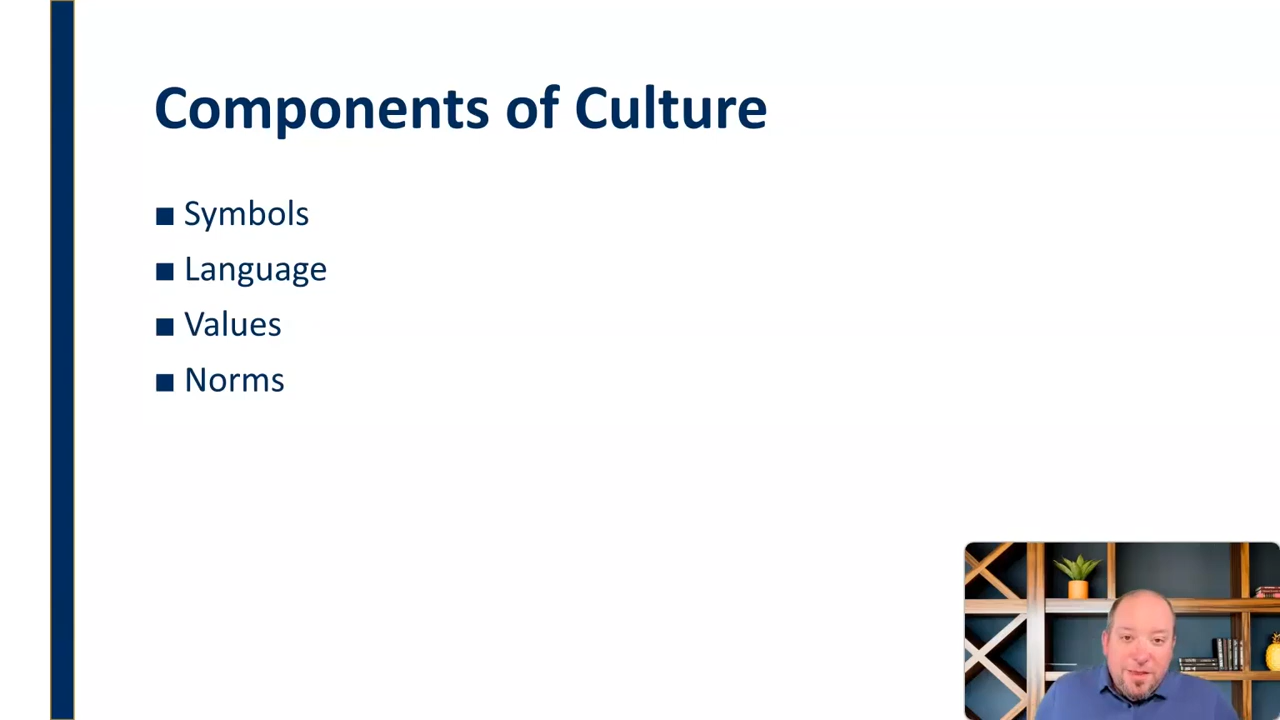 Components of Culture
■ Symbols
■ Language
■ Values
■ Norms